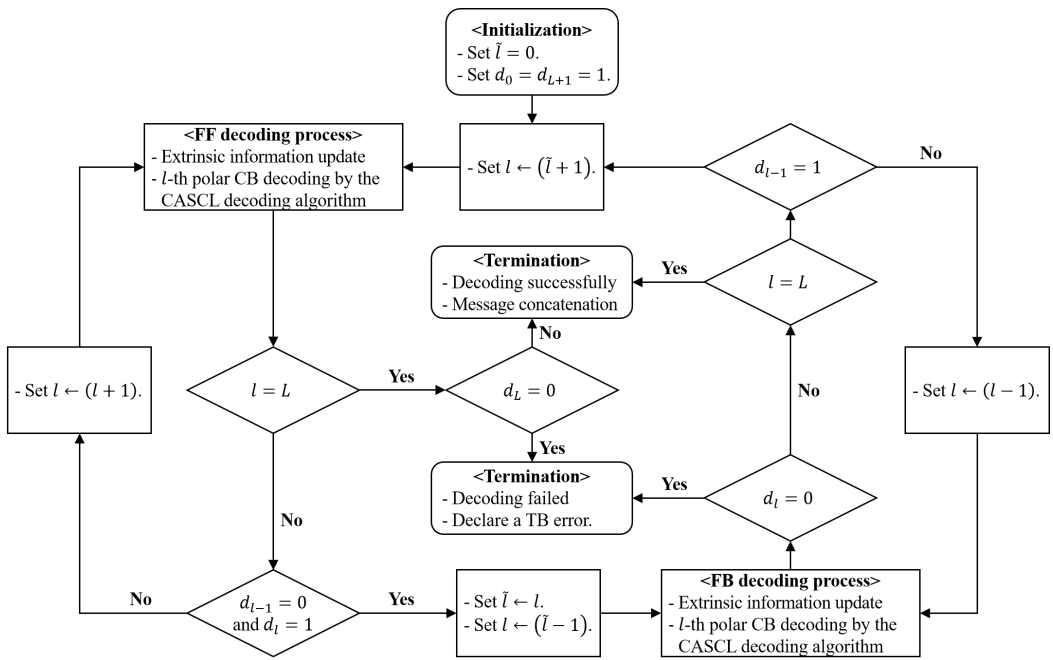 <Initialization>
- Set l̃ = 0.
- Set d₀ = d_{L+1} = 1.
<FF decoding process>
- Extrinsic information update
- l-th polar CB decoding by the
CASCL decoding algorithm
- Set l ← (l̃ + 1).
d_{l−1} = 1
No
<Termination>
- Decoding successfully
- Message concatenation
Yes
l = L
No
- Set l ← (l + 1).
l = L
Yes
d_L = 0
No
- Set l ← (l − 1).
Yes
<Termination>
- Decoding failed
- Declare a TB error.
Yes
d_l = 0
No
No
d_{l−1} = 0
and d_l = 1
Yes
- Set l̃ ← l.
- Set l ← (l̃ − 1).
<FB decoding process>
- Extrinsic information update
- l-th polar CB decoding by the
CASCL decoding algorithm